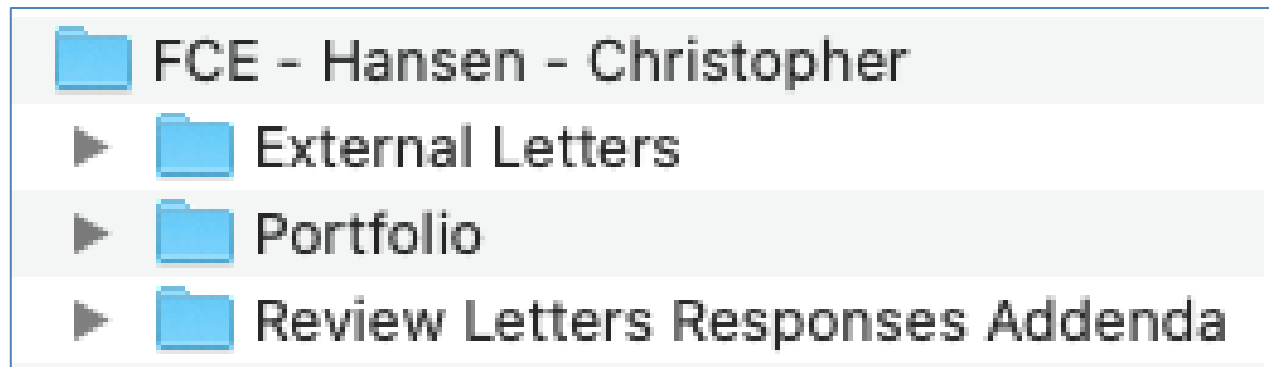 FCE - Hansen - Christopher
External Letters
Portfolio
Review Letters Responses Addenda